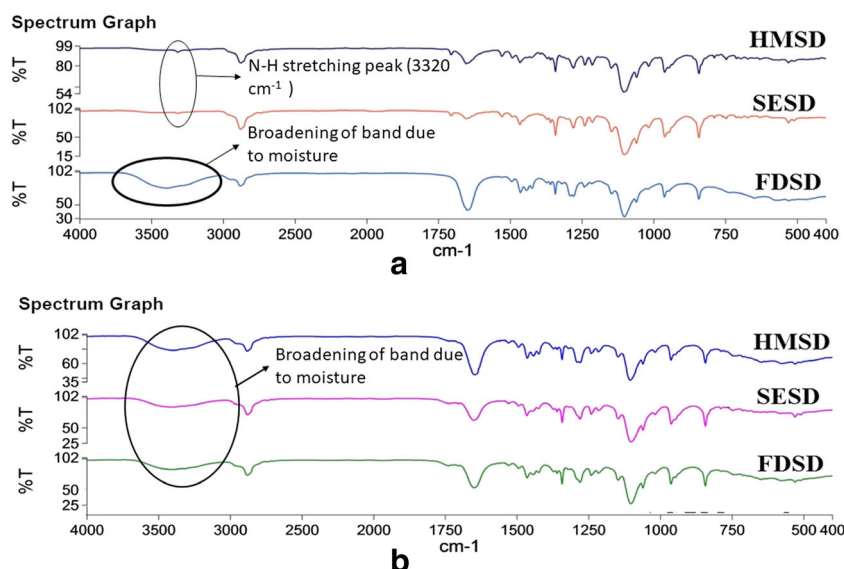 Spectrum Graph
HMSD
99
80
54
%T
N-H stretching peak (3320
cm-1 )
SESD
102
50
15
%T
Broadening of band due
to moisture
FDSD
102
50
30
%T
4000 3500 3000 2500 2000 1750 1500 1250 1000 750 500 400
cm-1
a
Spectrum Graph
HMSD
102
60
35
%T
Broadening of band due
to moisture
SESD
102
50
25
%T
FDSD
102
50
25
%T
4000 3500 3000 2500 2000 1750 1500 1250 1000 750 500 400
cm-1
b